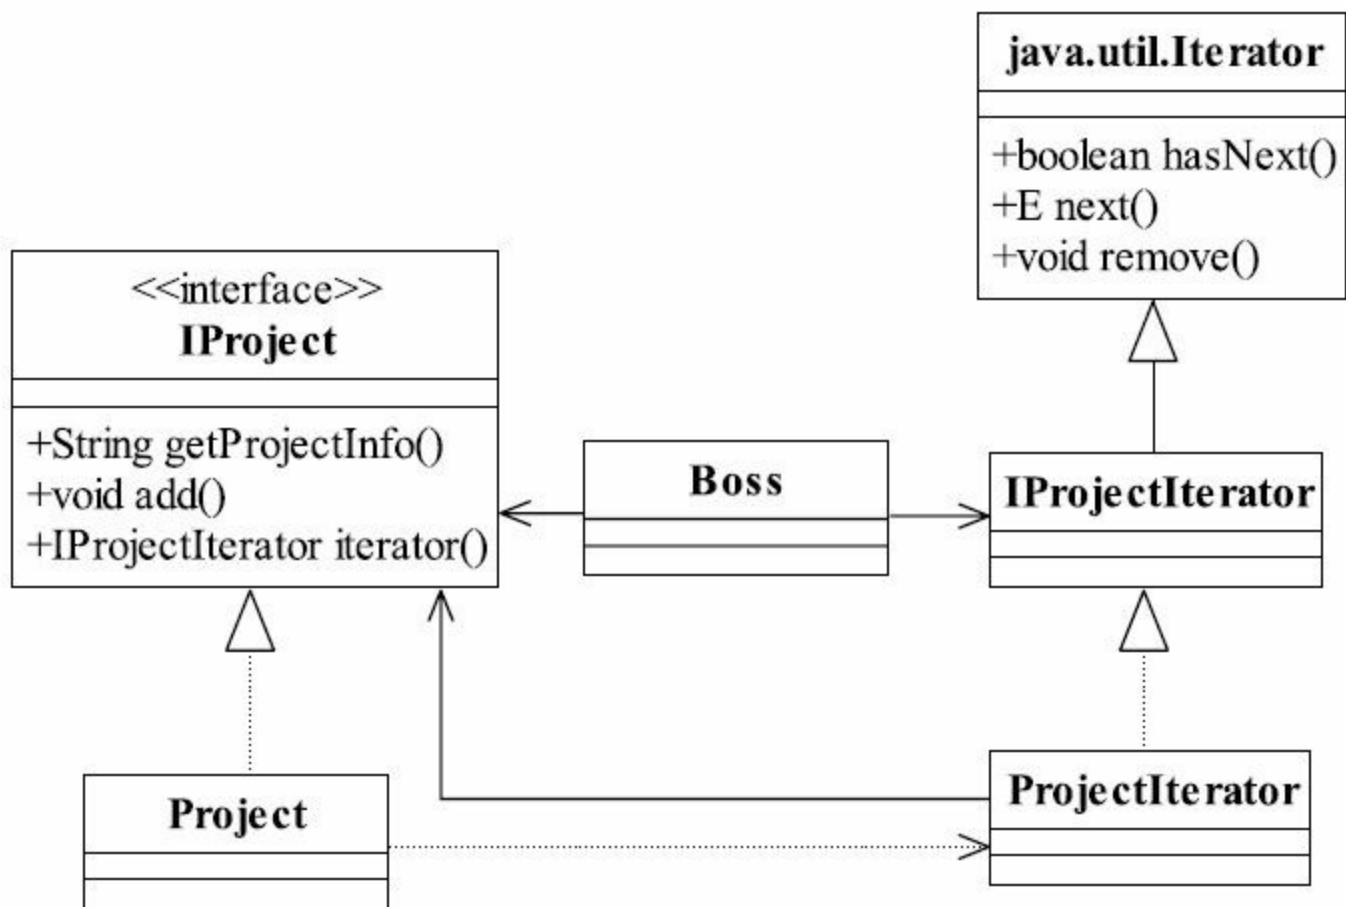 java.util.Iterator
+boolean hasNext()
+E next()
+void remove()
<<interface>>
IProject
+String getProjectInfo()
+void add()
+IProjectIterator iterator()
Boss
IProjectIterator
Project
ProjectIterator